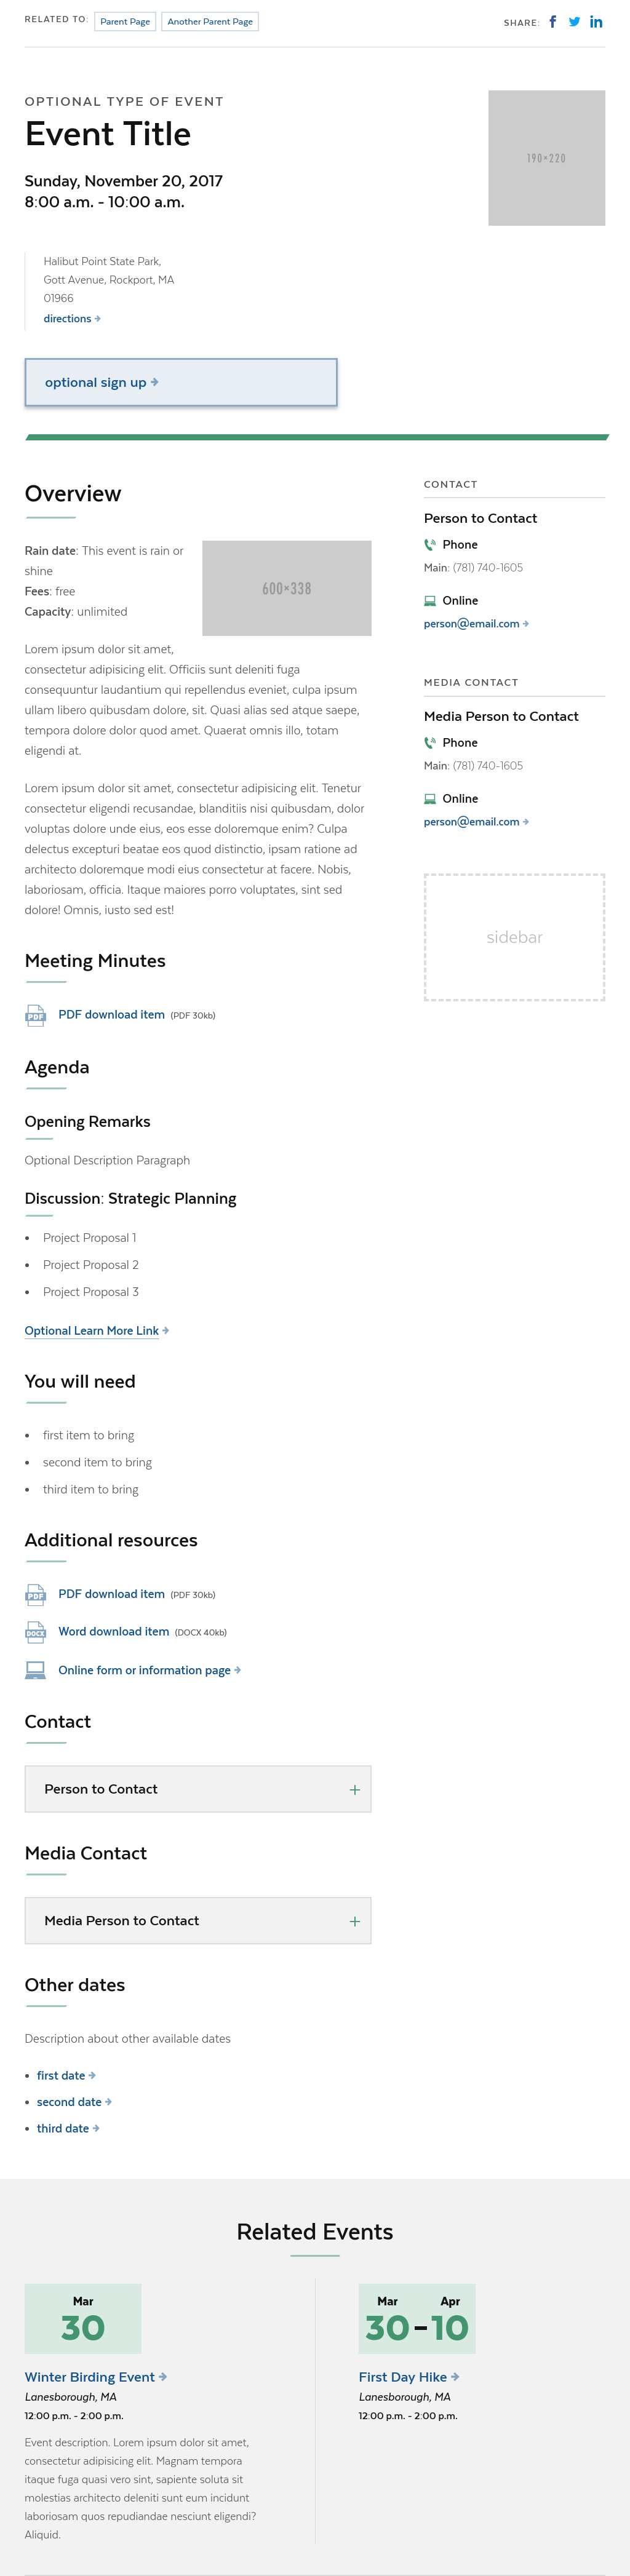 RELATED TO: Parent Page Another Parent Page
SHARE:
OPTIONAL TYPE OF EVENT
Event Title
190×220
Sunday, November 20, 2017
8:00 a.m. - 10:00 a.m.
Halibut Point State Park,
Gott Avenue, Rockport, MA
01966
directions
optional sign up
Overview
Rain date: This event is rain or
shine
Fees: free
Capacity: unlimited
600×338
Lorem ipsum dolor sit amet,
consectetur adipisicing elit. Officiis sunt deleniti fuga
consequuntur laudantium qui repellendus eveniet, culpa ipsum
ullam libero quibusdam dolore, sit. Quasi alias sed atque saepe,
tempora dolore dolor quod amet. Quaerat omnis illo, totam
eligendi at.
Lorem ipsum dolor sit amet, consectetur adipisicing elit. Tenetur
consectetur eligendi recusandae, blanditiis nisi quibusdam, dolor
voluptas dolore unde eius, eos esse doloremque enim? Culpa
delectus excepturi beatae eos quod distinctio, ipsam ratione ad
architecto doloremque modi eius consectetur at facere. Nobis,
laboriosam, officia. Itaque maiores porro voluptates, sint sed
dolore! Omnis, iusto sed est!
CONTACT
Person to Contact
Phone
Main: (781) 740-1605
Online
person@email.com
MEDIA CONTACT
Media Person to Contact
Phone
Main: (781) 740-1605
Online
person@email.com
sidebar
Meeting Minutes
PDF PDF download item (PDF 30kb)
Agenda
Opening Remarks
Optional Description Paragraph
Discussion: Strategic Planning
• Project Proposal 1
• Project Proposal 2
• Project Proposal 3
Optional Learn More Link
You will need
• first item to bring
• second item to bring
• third item to bring
Additional resources
PDF PDF download item (PDF 30kb)
DOCX Word download item (DOCX 40kb)
Online form or information page
Contact
Person to Contact +
Media Contact
Media Person to Contact +
Other dates
Description about other available dates
• first date
• second date
• third date
Related Events
Mar
30
Winter Birding Event
Lanesborough, MA
12:00 p.m. - 2:00 p.m.
Event description. Lorem ipsum dolor sit amet,
consectetur adipisicing elit. Magnam tempora
itaque fuga quasi vero sint, sapiente soluta sit
molestias architecto deleniti sunt eum incidunt
laboriosam quos repudiandae nesciunt eligendi?
Aliquid.
Mar Apr
30-10
First Day Hike
Lanesborough, MA
12:00 p.m. - 2:00 p.m.